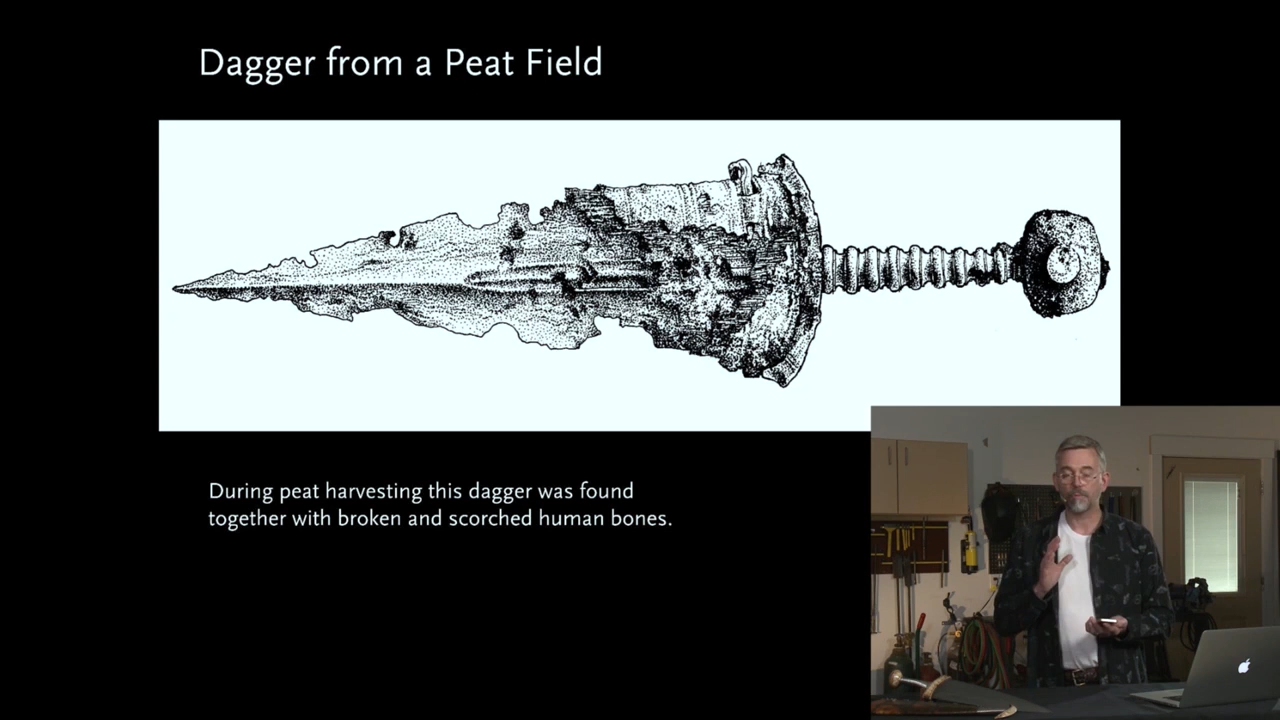 Dagger from a Peat Field
During peat harvesting this dagger was found
together with broken and scorched human bones.